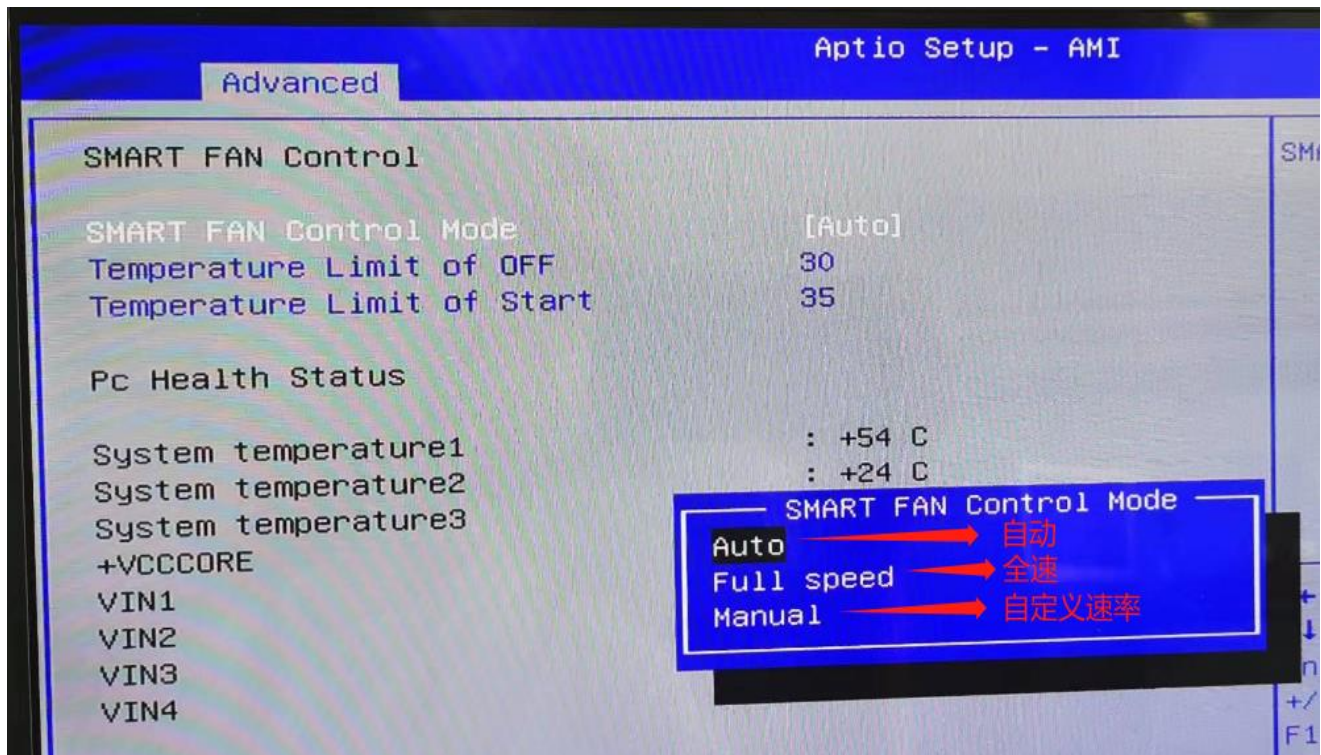 Aptio Setup - AMI
Advanced
SMART FAN Control
SMART FAN Control Mode [Auto]
Temperature Limit of OFF 30
Temperature Limit of Start 35
Pc Health Status
System temperature1 : +54 C
System temperature2 : +24 C
System temperature3
+VCCCORE
VIN1
VIN2
VIN3
VIN4
SMART FAN Control Mode
Auto 自动
Full speed 全速
Manual 自定义速率
+/
F1